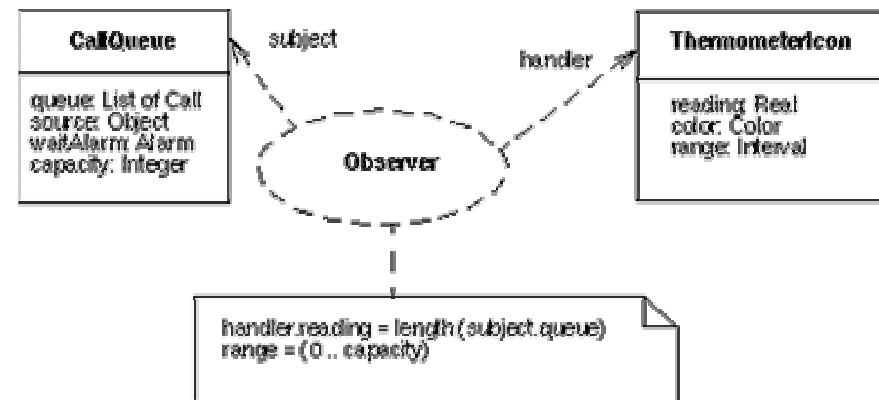 CallQueue
queue: List of Call
source: Object
waitAlarm: Alarm
capacity: Integer
subject
handler
ThermometerIcon
reading: Real
color: Color
range: Interval
Observer
handler.reading = length (subject.queue)
range = (0 .. capacity)